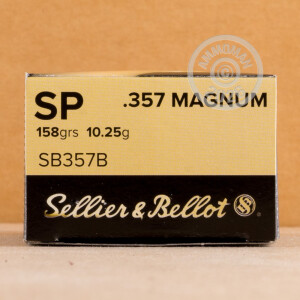 SP .357 MAGNUM
158grs 10.25g
SB357B
Sellier & Bellot